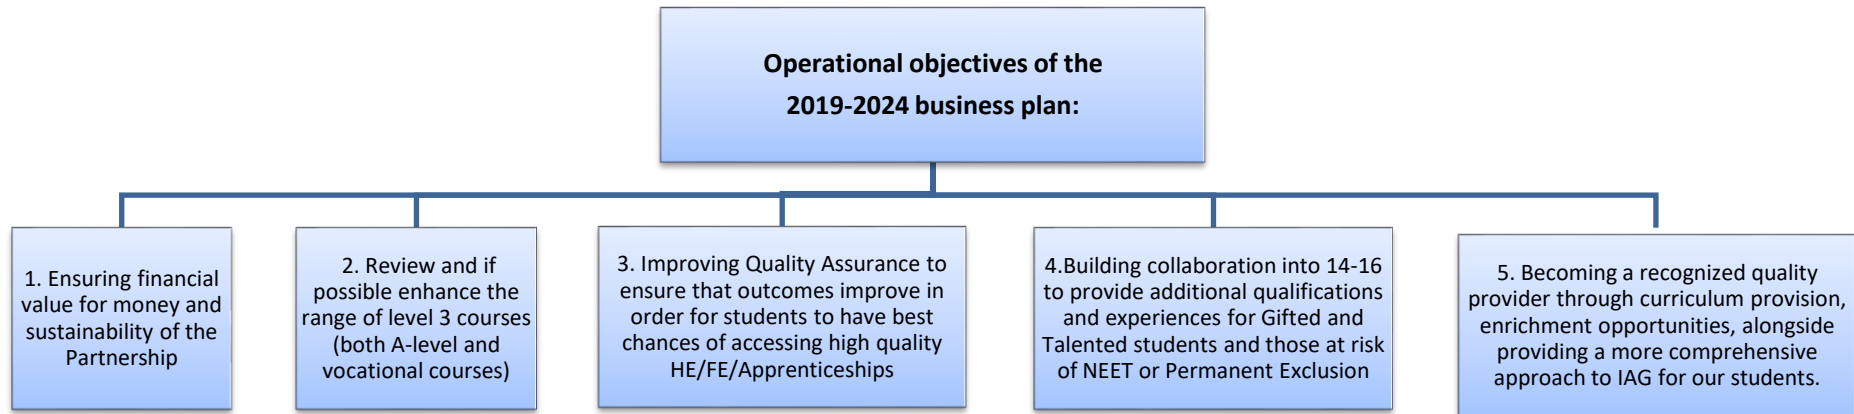 Operational objectives of the
2019-2024 business plan:
1. Ensuring financial
value for money and
sustainability of the
Partnership
2. Review and if
possible enhance the
range of level 3 courses
(both A-level and
vocational courses)
3. Improving Quality Assurance to
ensure that outcomes improve in
order for students to have best
chances of accessing high quality
HE/FE/Apprenticeships
4.Building collaboration into 14-16
to provide additional qualifications
and experiences for Gifted and
Talented students and those at risk
of NEET or Permanent Exclusion
5. Becoming a recognized quality
provider through curriculum provision,
enrichment opportunities, alongside
providing a more comprehensive
approach to IAG for our students.